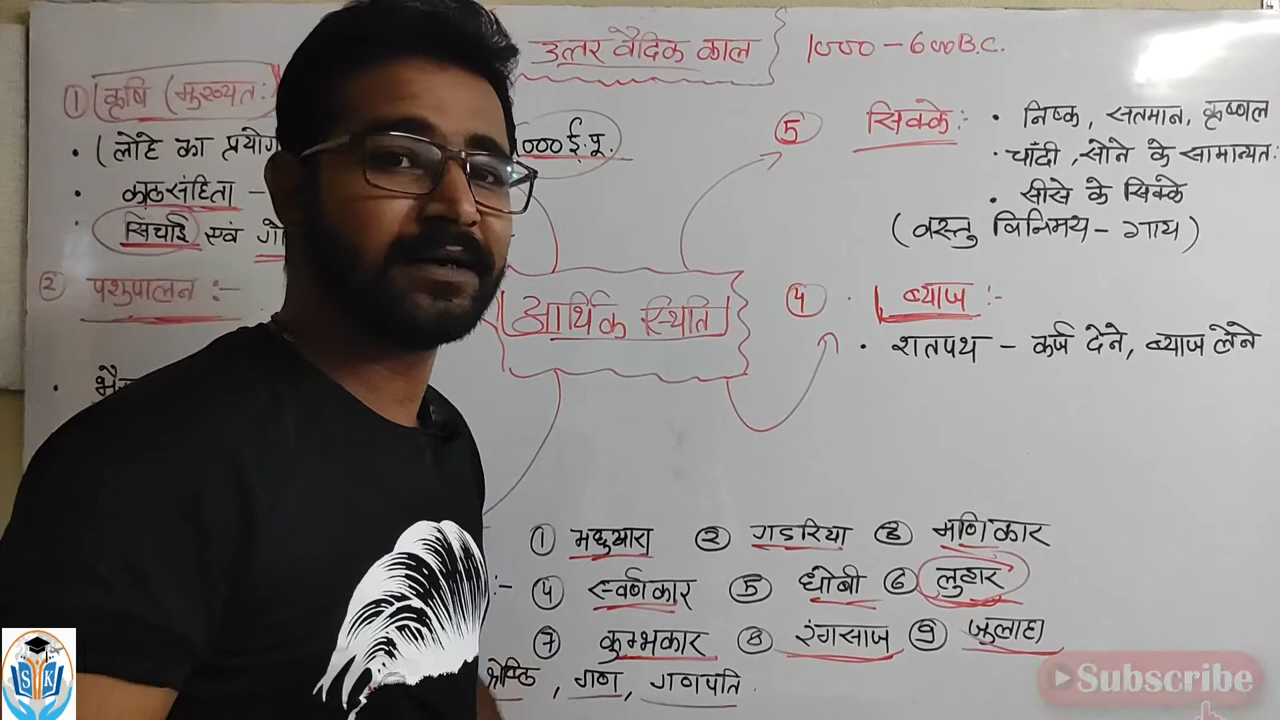 उत्तर वैदिक काल
1000 - 600 B.C.
① कृषि (मुख्यतः)
• (लोहे का प्रयोग
1000 ई.पू.
• काठसंहिता -
सिंचाई एवं
② पशुपालन :-
आर्थिक स्थिति
⑤ सिक्के :- • निष्क, सतमान, कृष्णल
• चाँदी, सोने के सामान्यतः
• सीसे के सिक्के
(वस्तु विनिमय - गाय)
④ • ब्याज :-
• शतपथ - कर्ज देने, ब्याज लेने
① मछुआरा ② गडरिया ③ मणिकार
:- ④ स्वर्णकार ⑤ धोबी ⑥ लुहार
⑦ कुम्भकार ⑧ रंगसाज ⑨ जुलाहा
श्रेष्ठि, गण, गणपति
SK
Subscribe